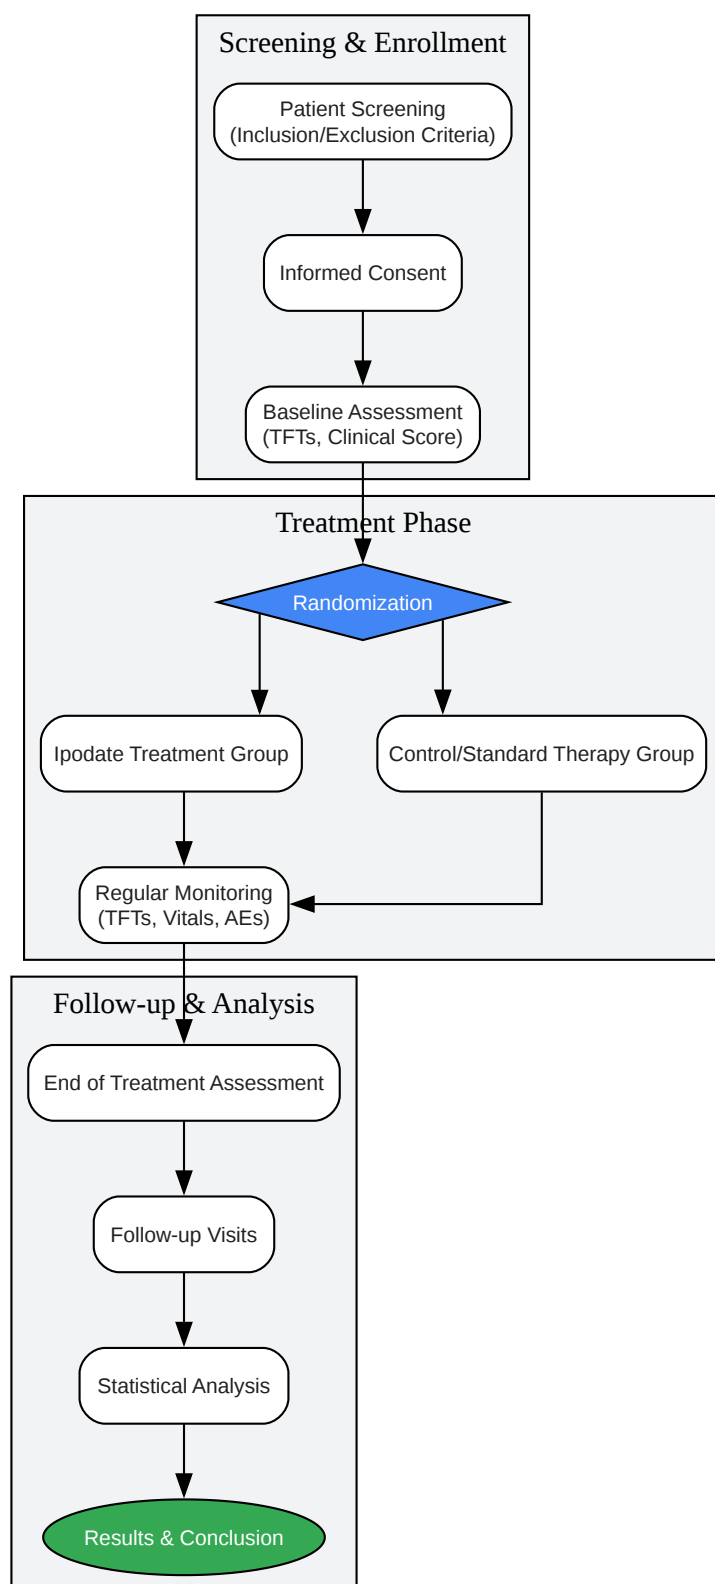 Screening & Enrollment
Patient Screening
(Inclusion/Exclusion Criteria)
Informed Consent
Baseline Assessment
(TFTs, Clinical Score)
Treatment Phase
Randomization
Ipodate Treatment Group
Control/Standard Therapy Group
Regular Monitoring
(TFTs, Vitals, AEs)
Follow-up & Analysis
End of Treatment Assessment
Follow-up Visits
Statistical Analysis
Results & Conclusion